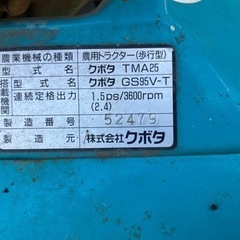 農業機械の種類 農用トラクター(歩行型)
型式名 クボタ TMA25
搭載機関 型式名 クボタ GS95V-T
連続定格出力 1.5ps/3600rpm
(2.4)
製造番号 52479
製造元 株式会社クボタ